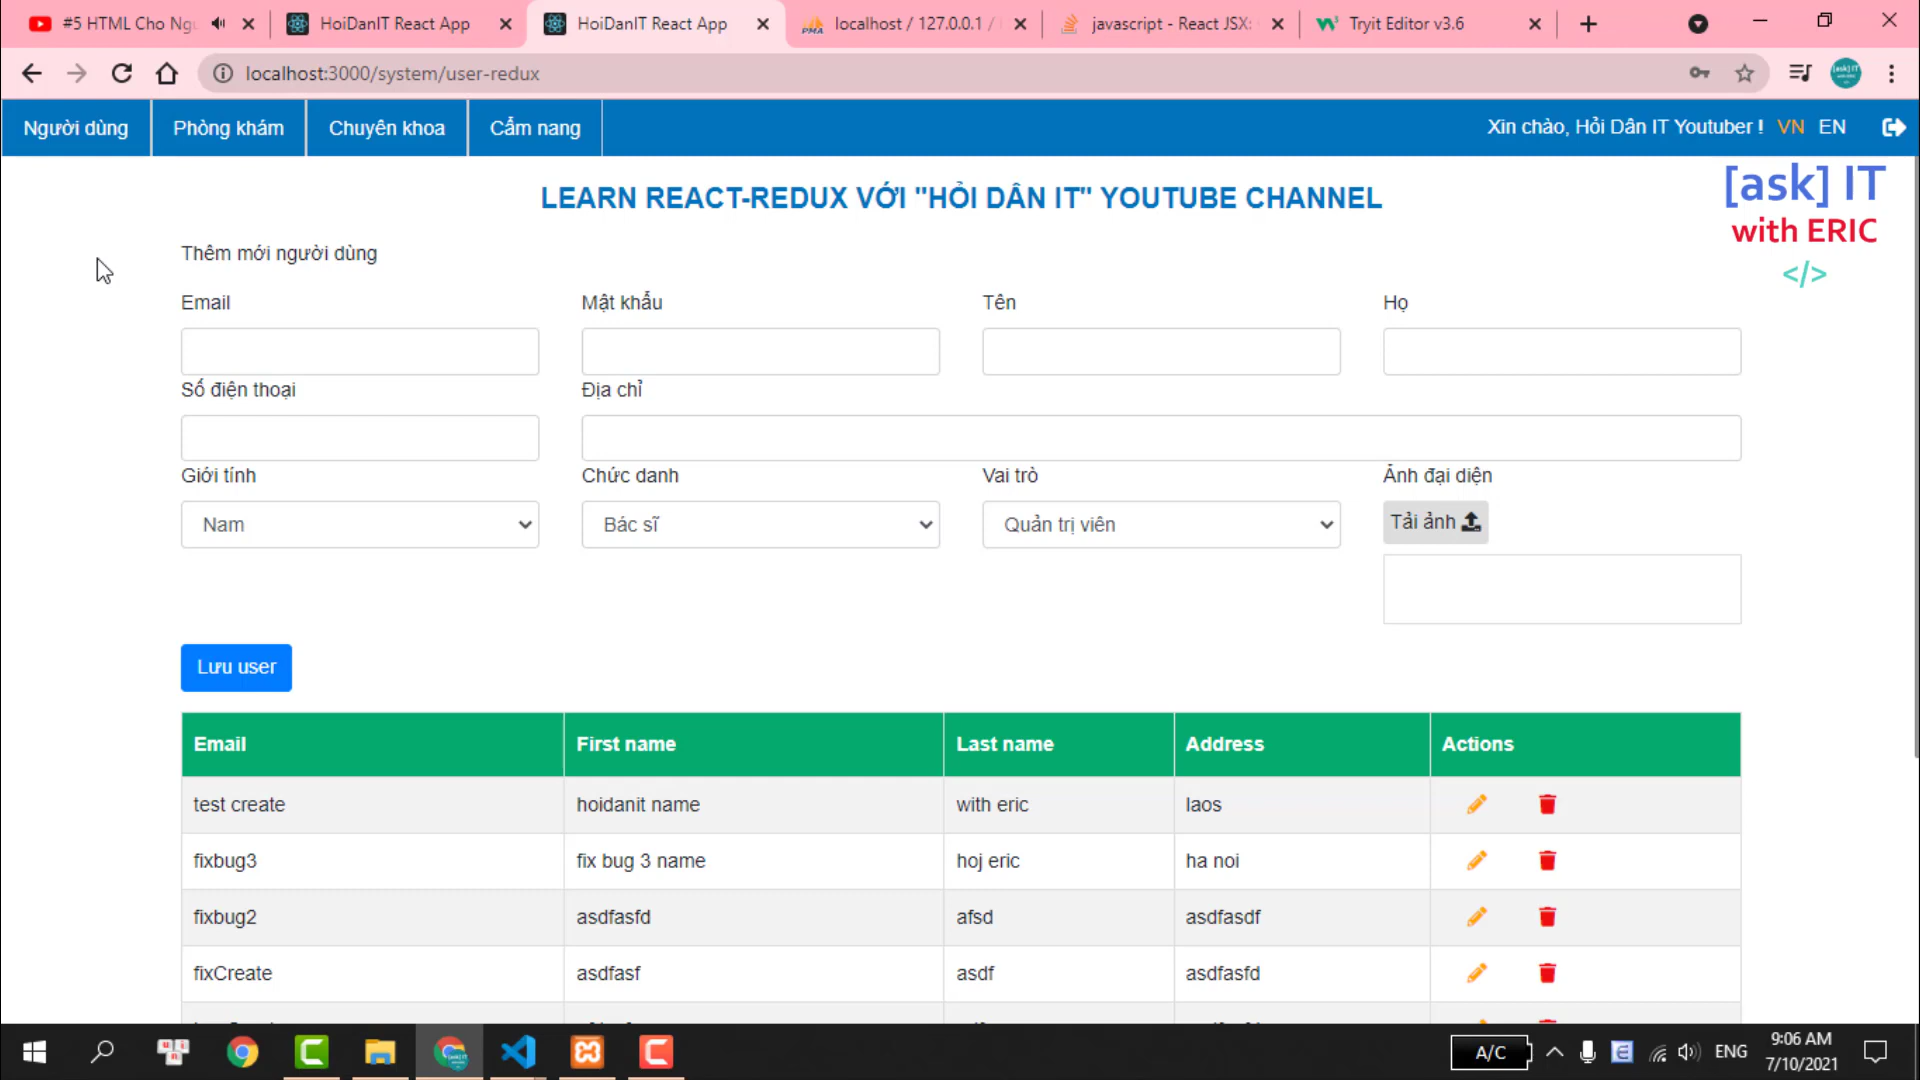 #5 HTML Cho Ng
HoiDanIT React App
HoiDanIT React App
localhost / 127.0.0.1 /
javascript - React JSX:
Tryit Editor v3.6
localhost:3000/system/user-redux
Người dùng
Phòng khám
Chuyên khoa
Cẩm nang
Xin chào, Hỏi Dân IT Youtuber !
VN
EN
LEARN REACT-REDUX VỚI "HỎI DÂN IT" YOUTUBE CHANNEL
[ask] IT
with ERIC
</>
Thêm mới người dùng
Email
Mật khẩu
Tên
Họ
Số điện thoại
Địa chỉ
Giới tính
Chức danh
Vai trò
Ảnh đại diện
Nam
Bác sĩ
Quản trị viên
Tải ảnh
Lưu user
Email First name Last name Address Actions
test create hoidanit name with eric laos
fixbug3 fix bug 3 name hoj eric ha noi
fixbug2 asdfasfd afsd asdfasdf
fixCreate asdfasf asdf asdfasfd
A/C
ENG
9:06 AM
7/10/2021